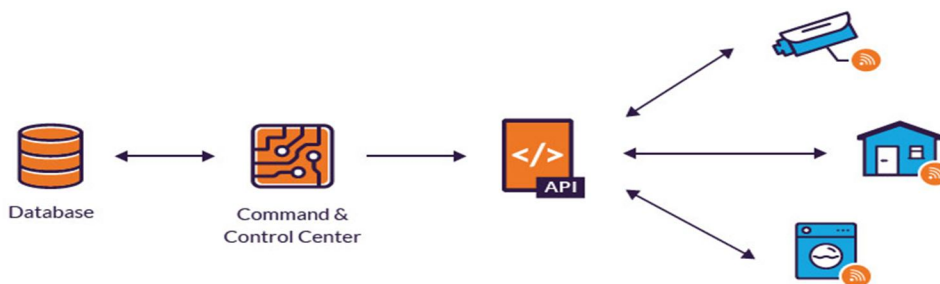 </>
API
Database
Command &
Control Center